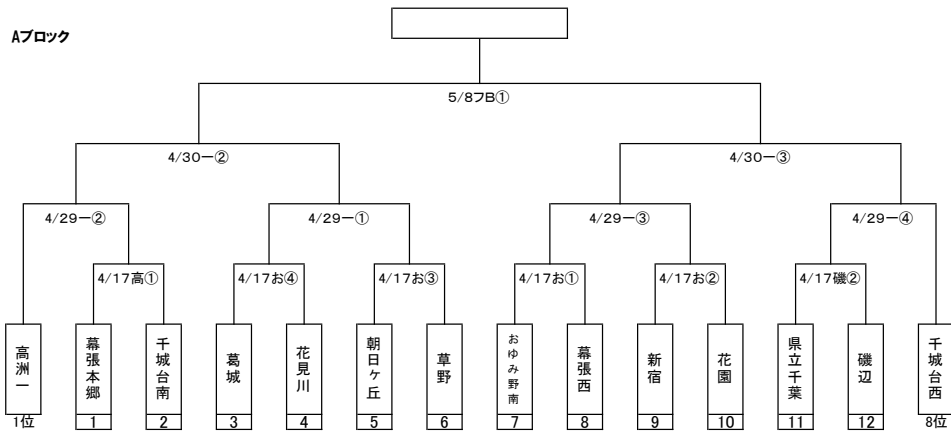 Aブロック
5/8フB①
4/30ー②
4/30ー③
4/29ー②
4/29ー①
4/29ー③
4/29ー④
4/17高①
4/17お④
4/17お③
4/17お①
4/17お②
4/17磯②
高洲一
幕張本郷
千城台南
葛城
花見川
朝日ヶ丘
草野
おゆみ野南
幕張西
新宿
花園
県立千葉
磯辺
千城台西
1位
1
2
3
4
5
6
7
8
9
10
11
12
8位